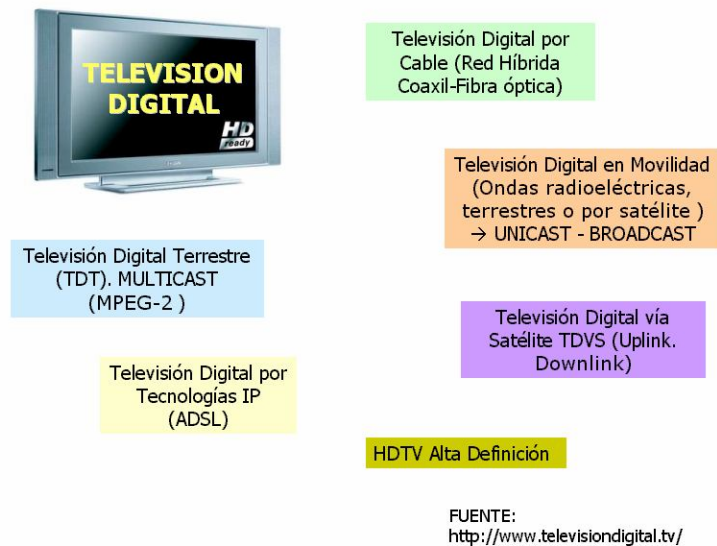 TELEVISION
DIGITAL
HD
ready
Televisión Digital por
Cable (Red Híbrida
Coaxil-Fibra óptica)
Televisión Digital en Movilidad
(Ondas radioeléctricas,
terrestres o por satélite )
→ UNICAST - BROADCAST
Televisión Digital Terrestre
(TDT). MULTICAST
(MPEG-2 )
Televisión Digital vía
Satélite TDVS (Uplink.
Downlink)
Televisión Digital por
Tecnologías IP
(ADSL)
HDTV Alta Definición
FUENTE:
http://www.televisiondigital.tv/